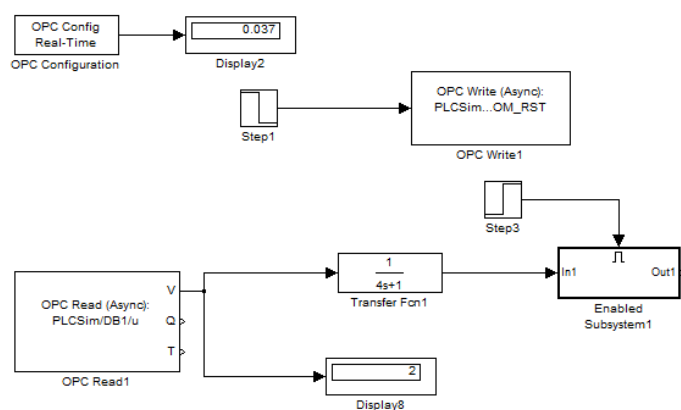 OPC Config
Real-Time
OPC Configuration
0.037
Display2
Step1
OPC Write (Async):
PLCSim...OM_RST
OPC Write1
Step3
OPC Read (Async):
PLCSim/DB1/u
V
Q
T
OPC Read1
1
4s+1
Transfer Fcn1
In1
Out1
Enabled
Subsystem1
2
Display8